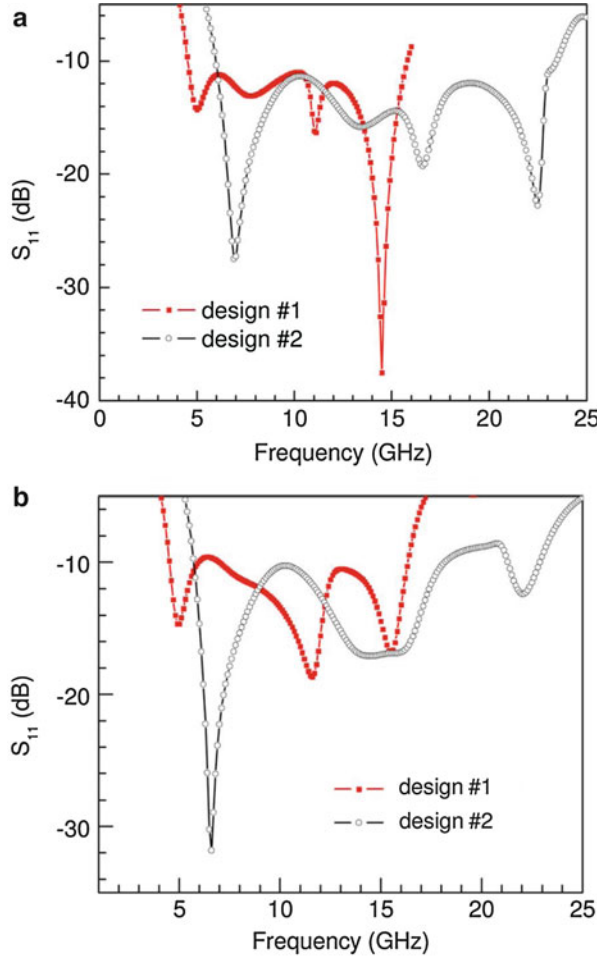 a
-10
-20
-30
-40
S11 (dB)
design #1
design #2
0 5 10 15 20 25
Frequency (GHz)
b
-10
-20
-30
S11 (dB)
design #1
design #2
5 10 15 20 25
Frequency (GHz)